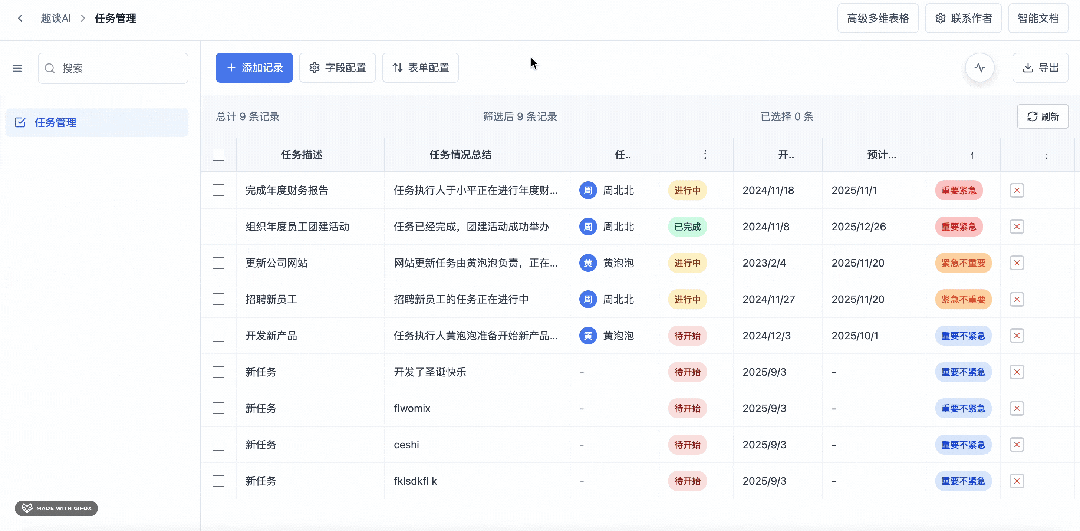 趣谈AI > 任务管理 高级多维表格 联系作者 智能文档
搜索 + 添加记录 字段配置 表单配置 导出
任务管理
总计 9 条记录 筛选后 9 条记录 已选择 0 条 刷新
任务描述 任务情况总结 任.. 开.. 预计...
完成年度财务报告 任务执行人于小平正在进行年度财... 周 周北北 进行中 2024/11/18 2025/11/1 重要紧急
组织年度员工团建活动 任务已经完成，团建活动成功举办 周 周北北 已完成 2024/11/8 2025/12/26 重要紧急
更新公司网站 网站更新任务由黄泡泡负责，正在... 黄 黄泡泡 进行中 2023/2/4 2025/11/20 紧急不重要
招聘新员工 招聘新员工的任务正在进行中 周 周北北 进行中 2024/11/27 2025/11/20 紧急不重要
开发新产品 任务执行人黄泡泡准备开始新产品... 黄 黄泡泡 待开始 2024/12/3 2025/10/1 重要不紧急
新任务 开发了圣诞快乐 - 待开始 2025/9/3 - 重要不紧急
新任务 flwomix - 待开始 2025/9/3 - 重要不紧急
新任务 ceshi - 待开始 2025/9/3 - 重要不紧急
新任务 fklsdkfl k - 待开始 2025/9/3 - 重要不紧急
MADE WITH GIFOX